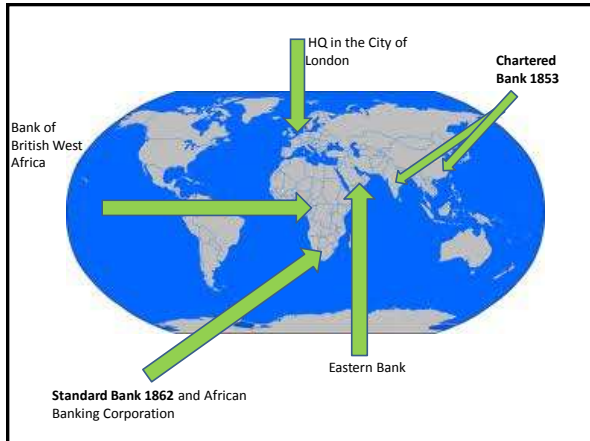 HQ in the City of
London
Chartered
Bank 1853
Bank of
British West
Africa
Eastern Bank
Standard Bank 1862 and African
Banking Corporation